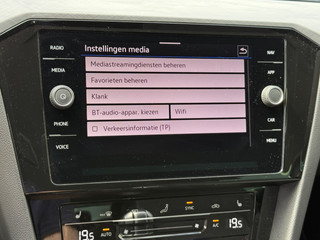 RADIO
Instellingen media
NAV
Mediastreamingdiensten beheren
MEDIA
APP
Favorieten beheren
Klank
PHONE
BT-audio-appar. kiezen
Wifi
CAR
Verkeersinformatie (TP)
VOICE
MENU
SYNC
19.5
AUTO
A/C
19.5